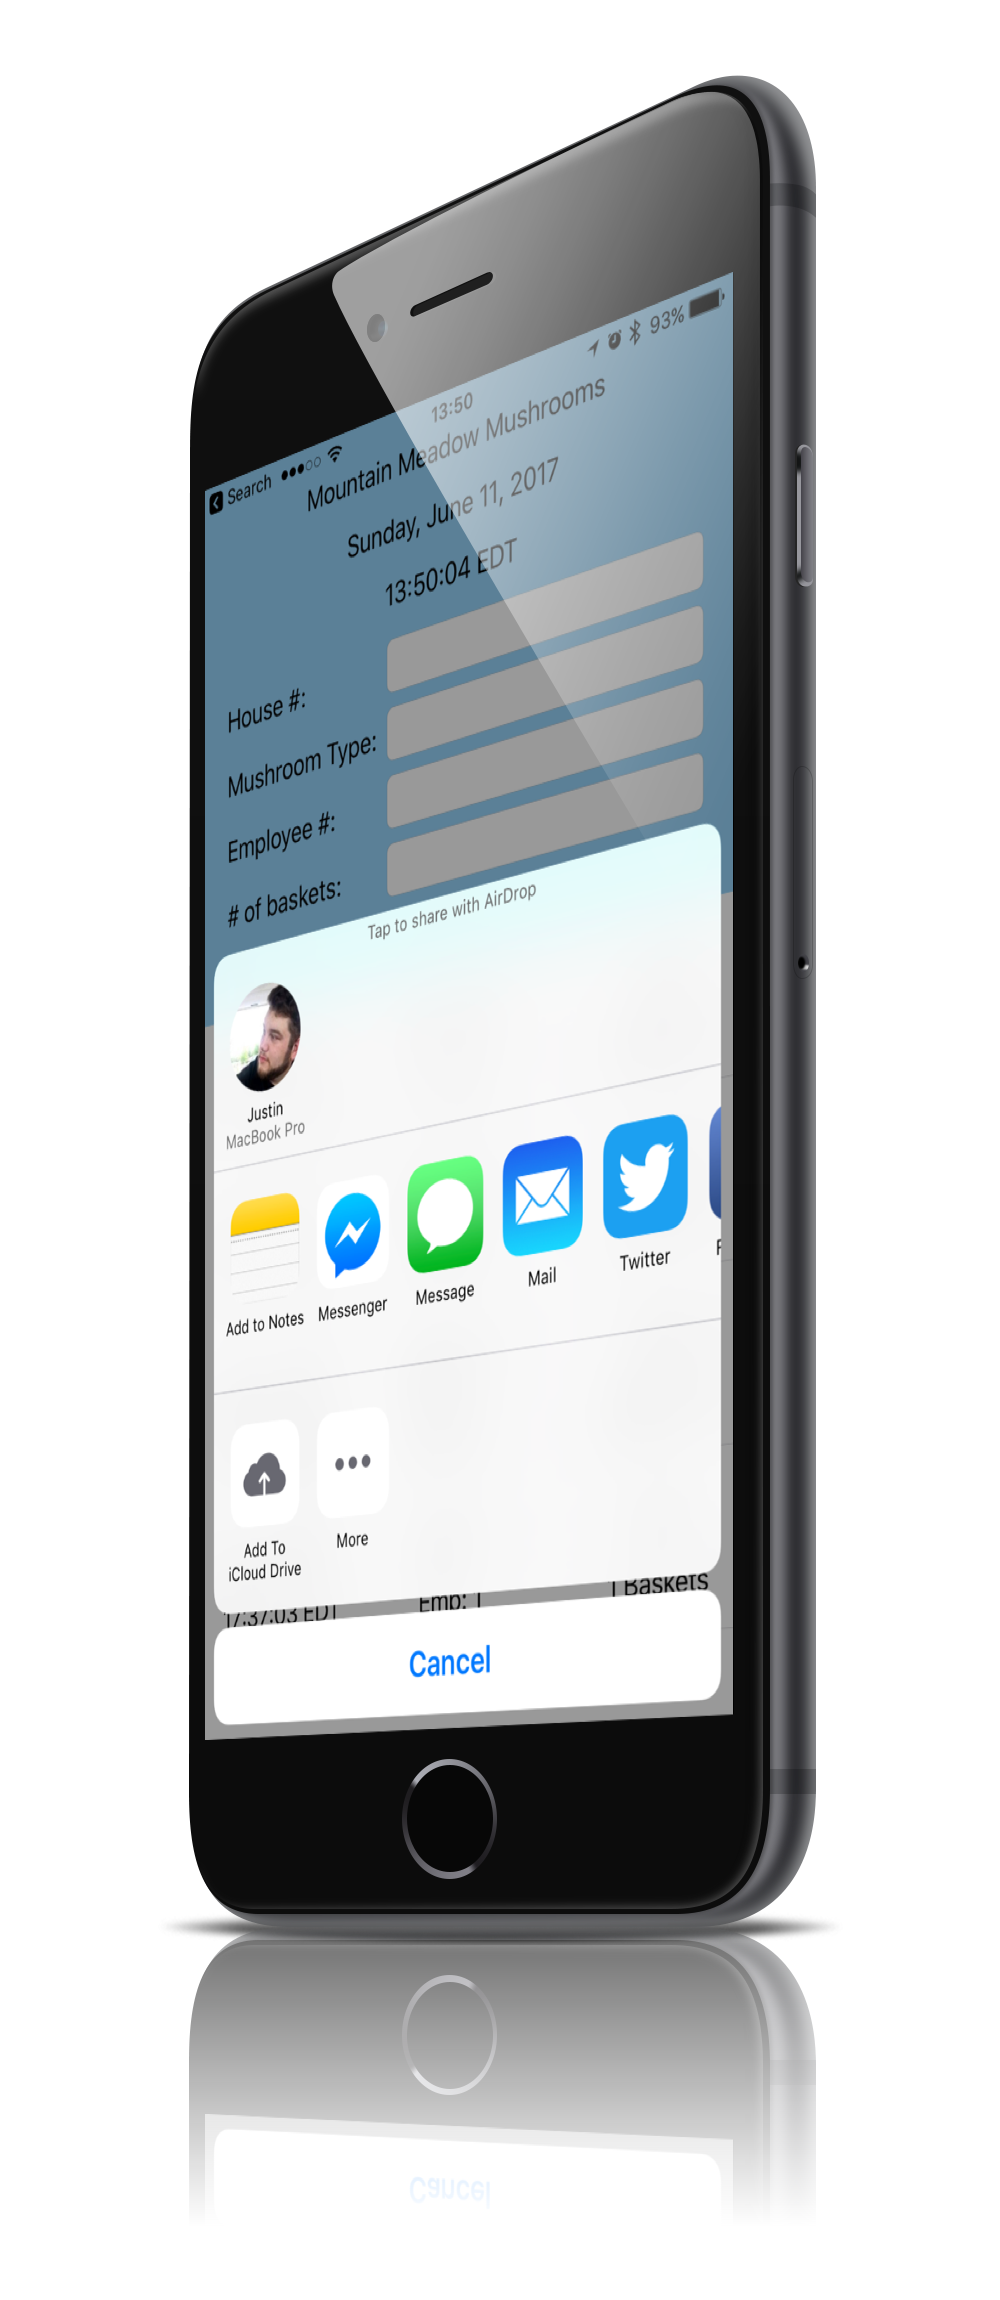 Search 13:50 93%
Mountain Meadow Mushrooms
Sunday, June 11, 2017
13:50:04 EDT
House #:
Mushroom Type:
Employee #:
# of baskets:
Tap to share with AirDrop
Justin
MacBook Pro
Add to Notes
Messenger
Message
Mail
Twitter
F
Add To
iCloud Drive
More
17:37:03 EDT Emp: 1 1 Baskets
Cancel
Cancel